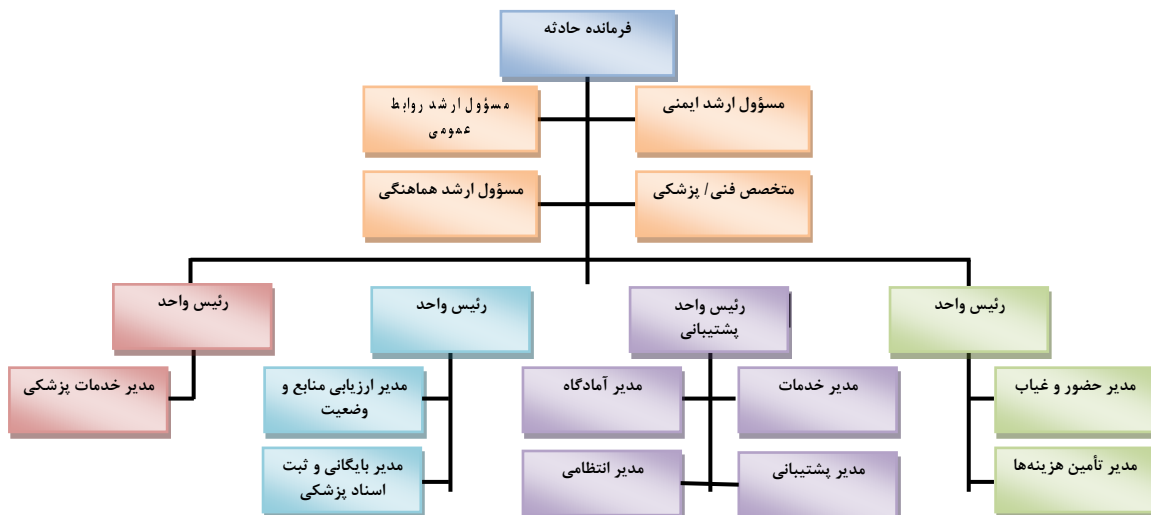 فرمانده حادثه
مسؤول ارشد ایمنی
مسؤول ارشد روابط
عمومی
متخصص فنی/ پزشکی
مسؤول ارشد هماهنگی
رئیس واحد
رئیس واحد
پشتیبانی
رئیس واحد
رئیس واحد
مدیر حضور و غیاب
مدیر خدمات
مدیر آمادگاه
مدیر ارزیابی منابع و
وضعیت
مدیر خدمات پزشکی
مدیر تأمین هزینه‌ها
مدیر پشتیبانی
مدیر انتظامی
مدیر بایگانی و ثبت
اسناد پزشکی